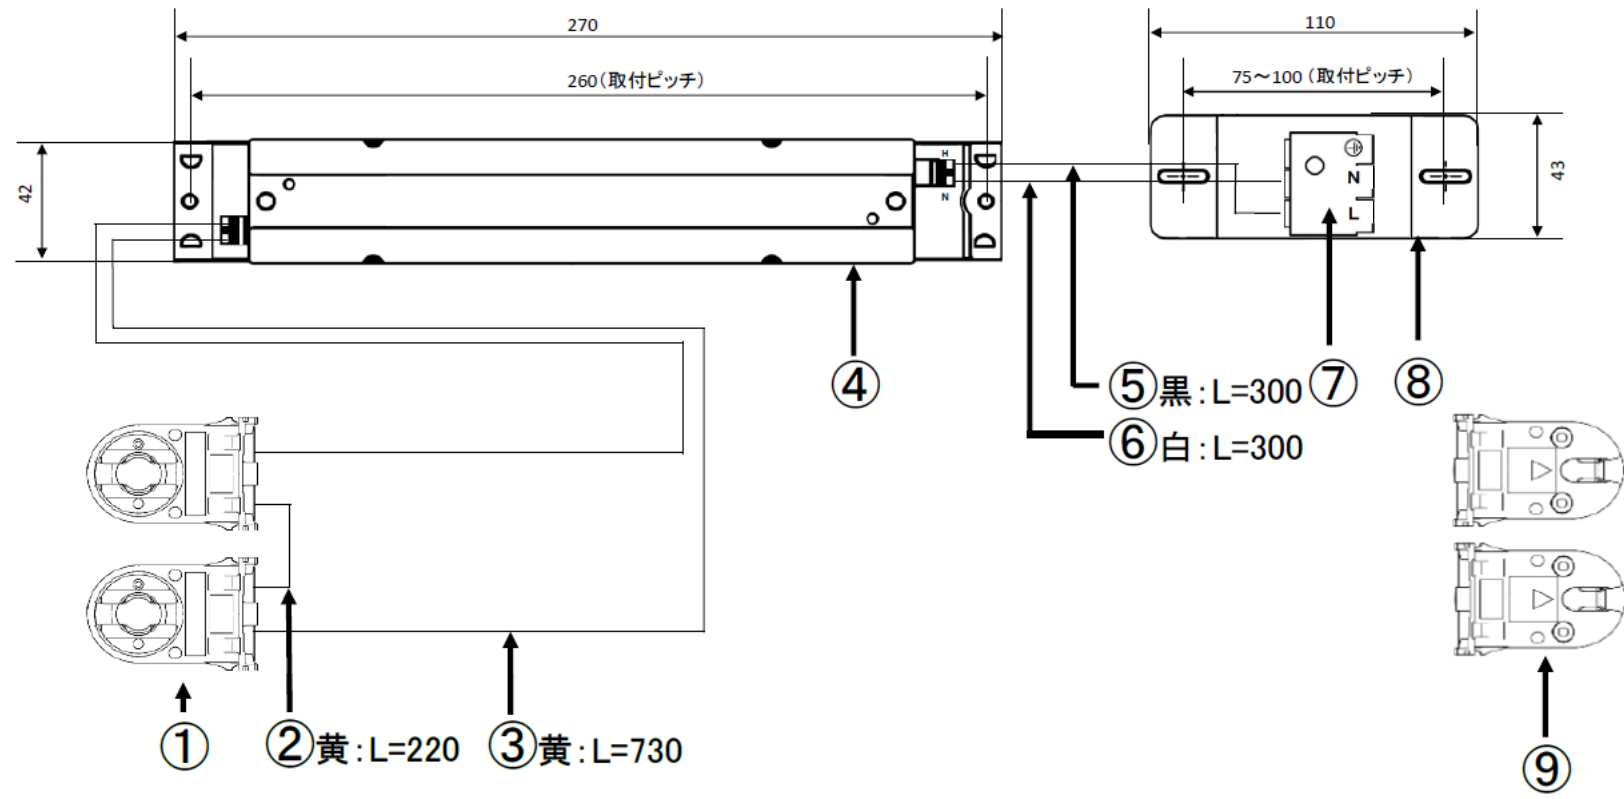 270
110
260(取付ピッチ)
75～100 (取付ピッチ)
42
H
N
N
L
43
④
⑤黒:L=300
⑦
⑧
⑥白:L=300
①
②黄:L=220
③黄:L=730
⑨